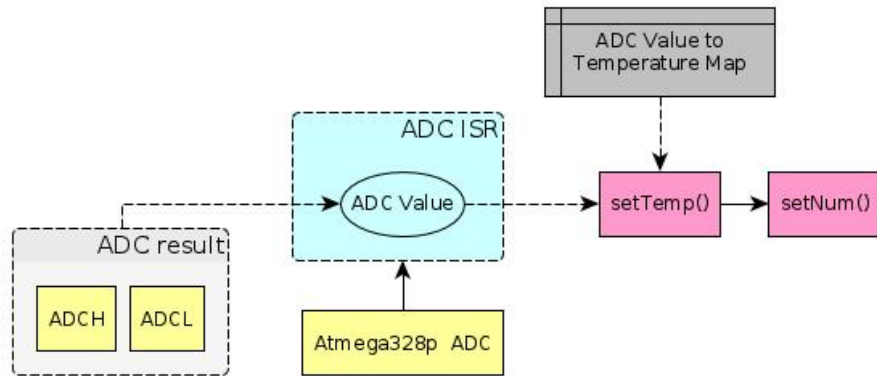 ADC Value to
Temperature Map
ADC ISR
ADC Value
setTemp()
setNum()
ADC result
ADCH
ADCL
Atmega328p ADC